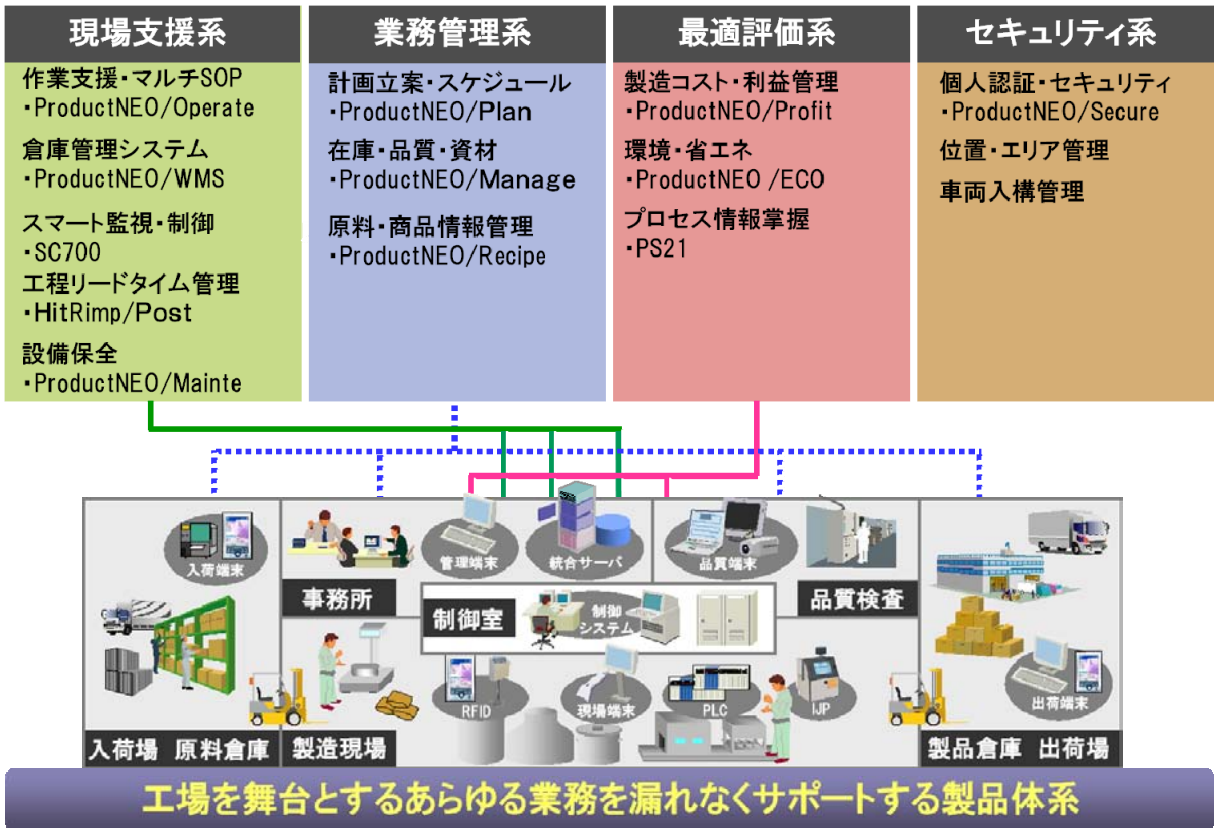 現場支援系
作業支援・マルチSOP
・ProductNEO/Operate
倉庫管理システム
・ProductNEO/WMS
スマート監視・制御
・SC700
工程リードタイム管理
・HitRimp/Post
設備保全
・ProductNEO/Mainte
業務管理系
計画立案・スケジュール
・ProductNEO/Plan
在庫・品質・資材
・ProductNEO/Manage
原料・商品情報管理
・ProductNEO/Recipe
最適評価系
製造コスト・利益管理
・ProductNEO/Profit
環境・省エネ
・ProductNEO /ECO
プロセス情報掌握
・PS21
セキュリティ系
個人認証・セキュリティ
・ProductNEO/Secure
位置・エリア管理
車両入構管理
入荷端末
管理端末
統合サーバ
品質端末
事務所
制御室
制御
システム
品質検査
RFID
現場端末
PLC
IJP
出荷端末
入荷場 原料倉庫
製造現場
製品倉庫 出荷場
工場を舞台とするあらゆる業務を漏れなくサポートする製品体系